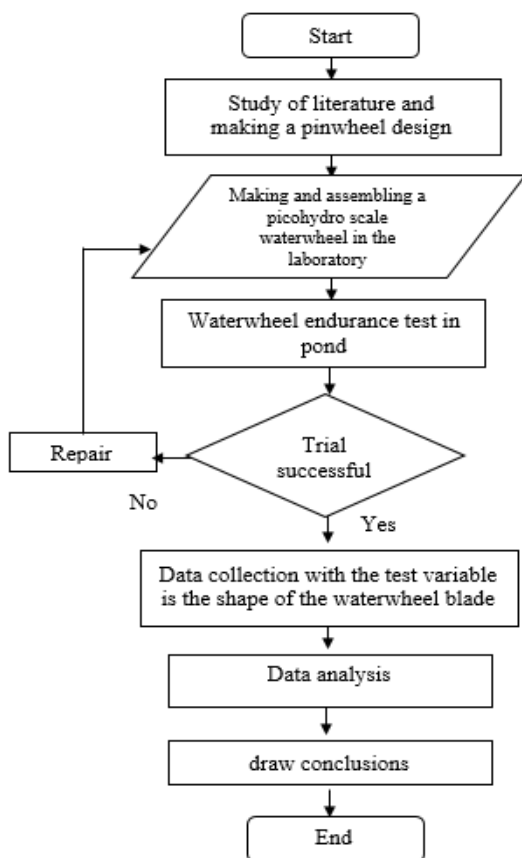 Start
Study of literature and
making a pinwheel design
Making and assembling a
picohydro scale
waterwheel in the
laboratory
Waterwheel endurance test in
pond
Trial
successful
Repair
No
Yes
Data collection with the test variable
is the shape of the waterwheel blade
Data analysis
draw conclusions
End